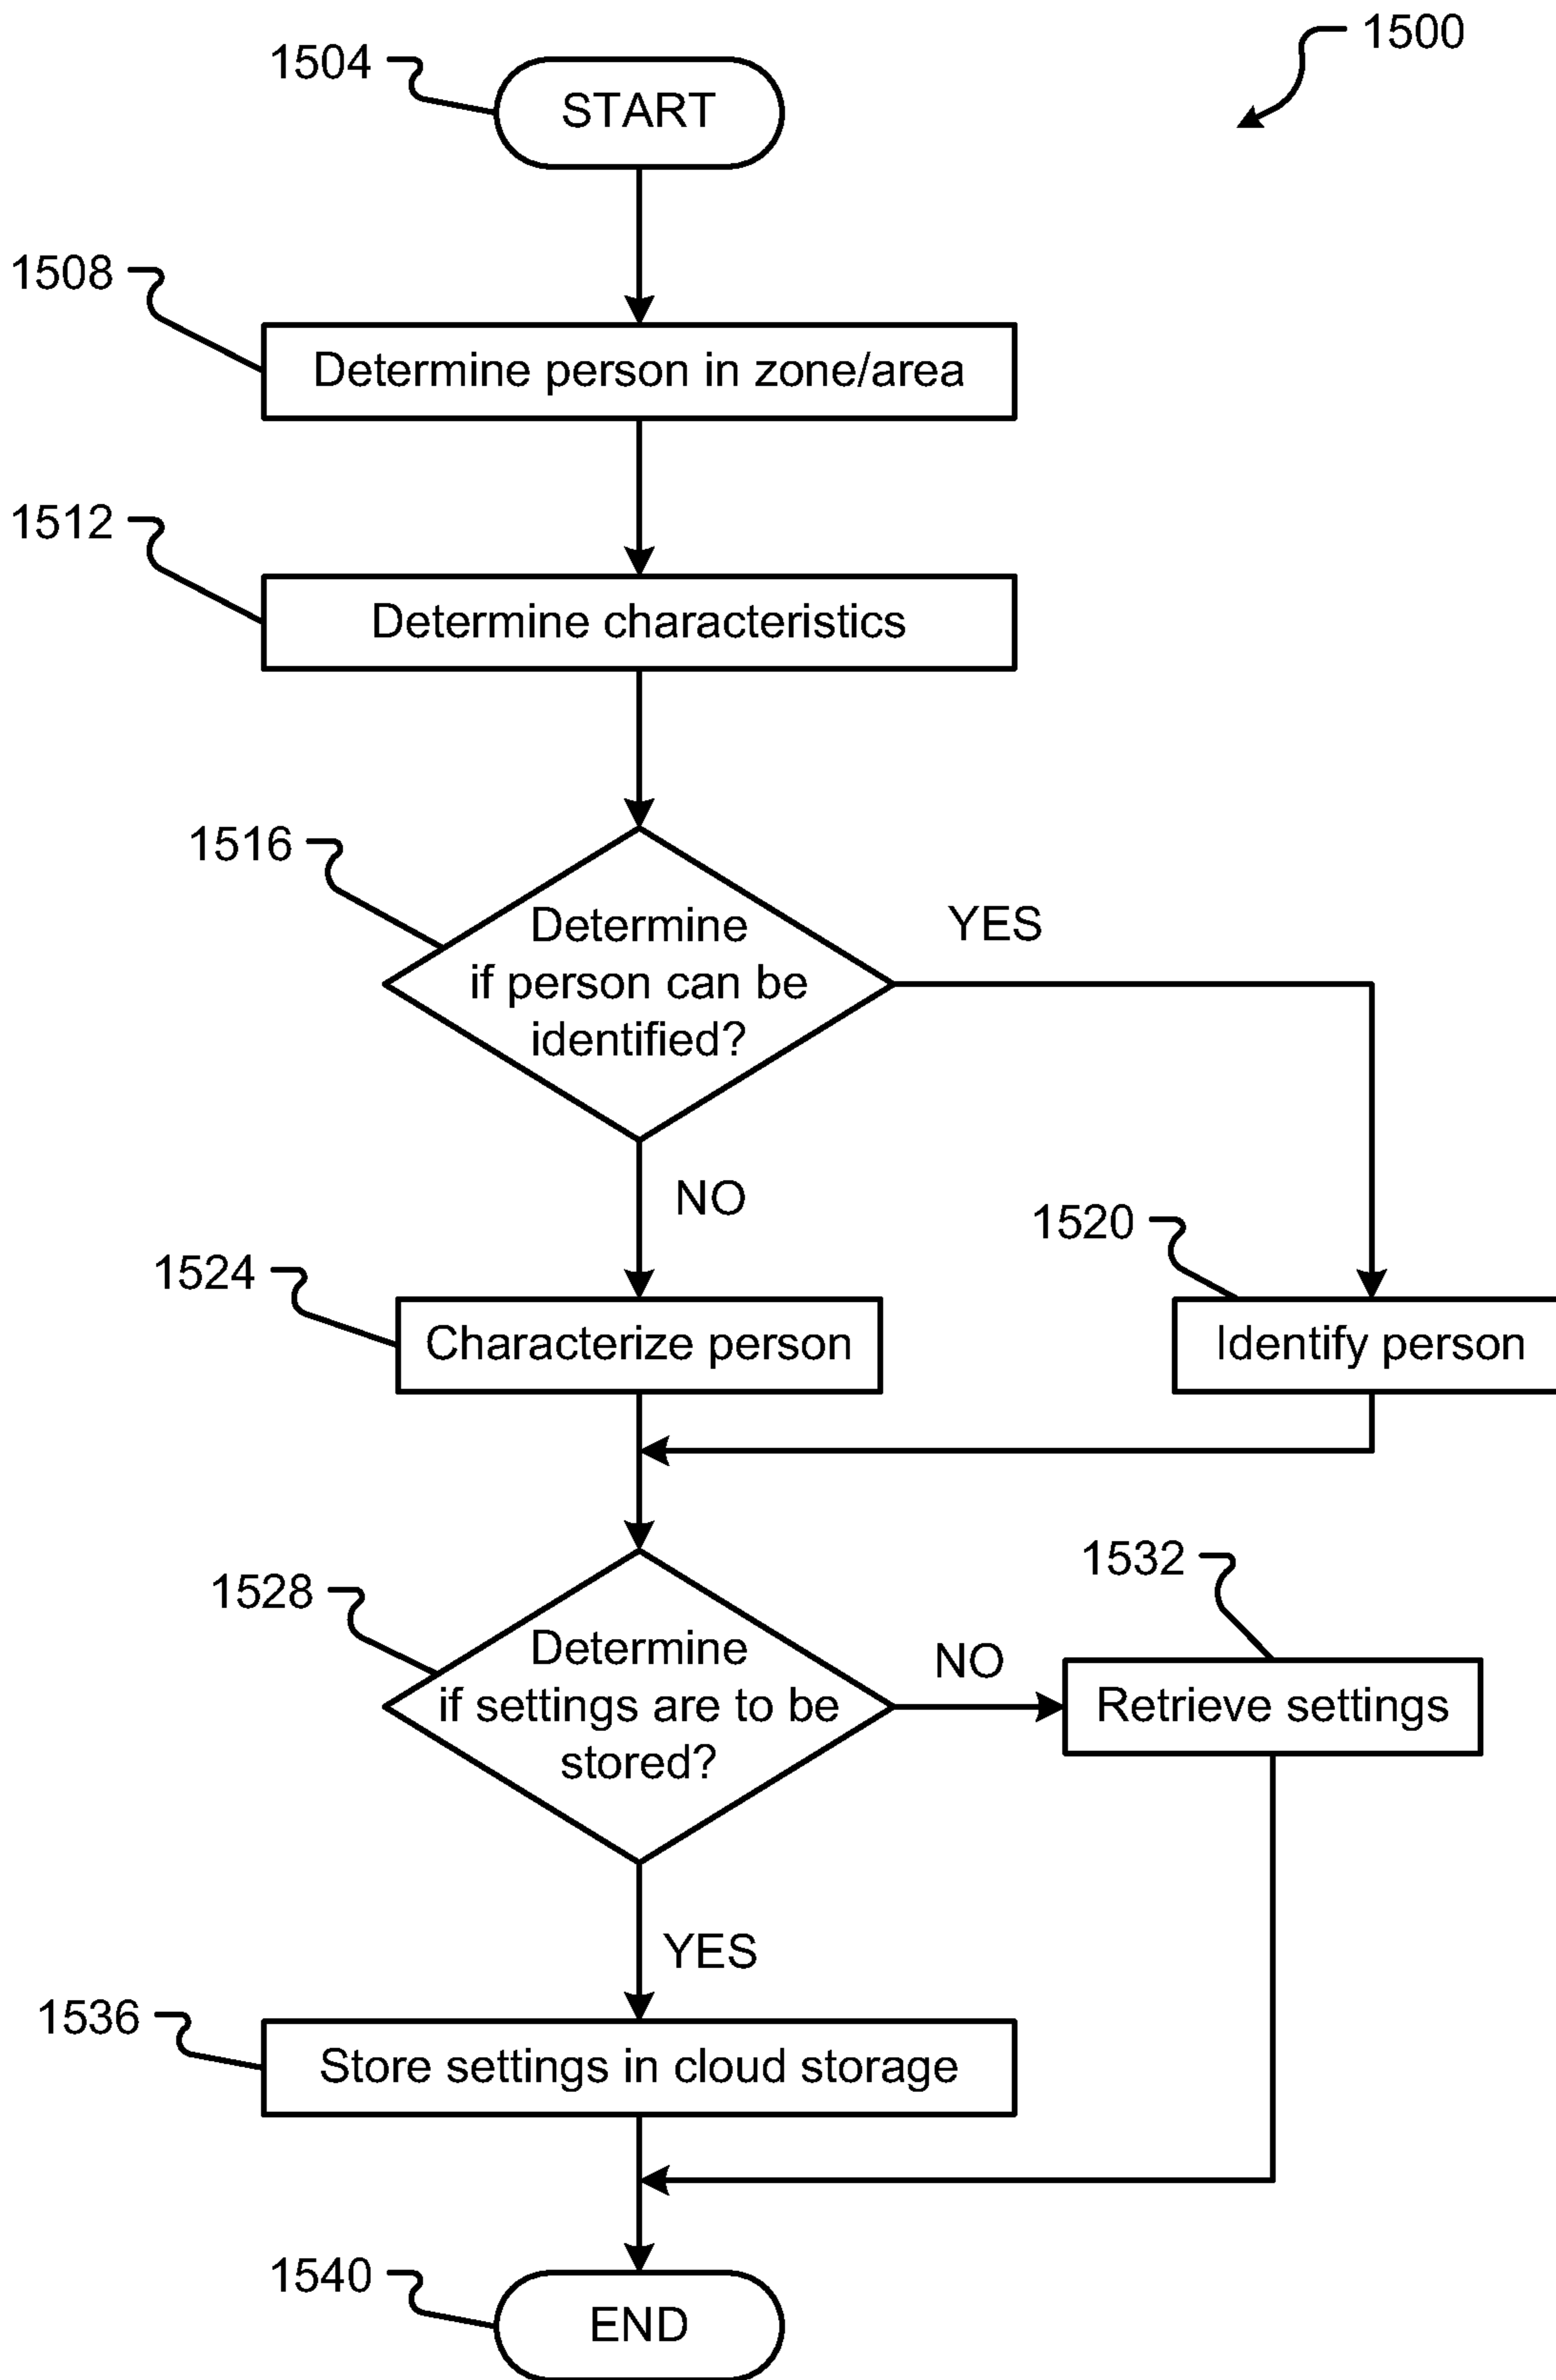 1500
1504
START
1508
Determine person in zone/area
1512
Determine characteristics
1516
Determine
if person can be
identified?
YES
NO
1520
1524
Characterize person
Identify person
1528
Determine
if settings are to be
stored?
NO
1532
Retrieve settings
YES
1536
Store settings in cloud storage
1540
END